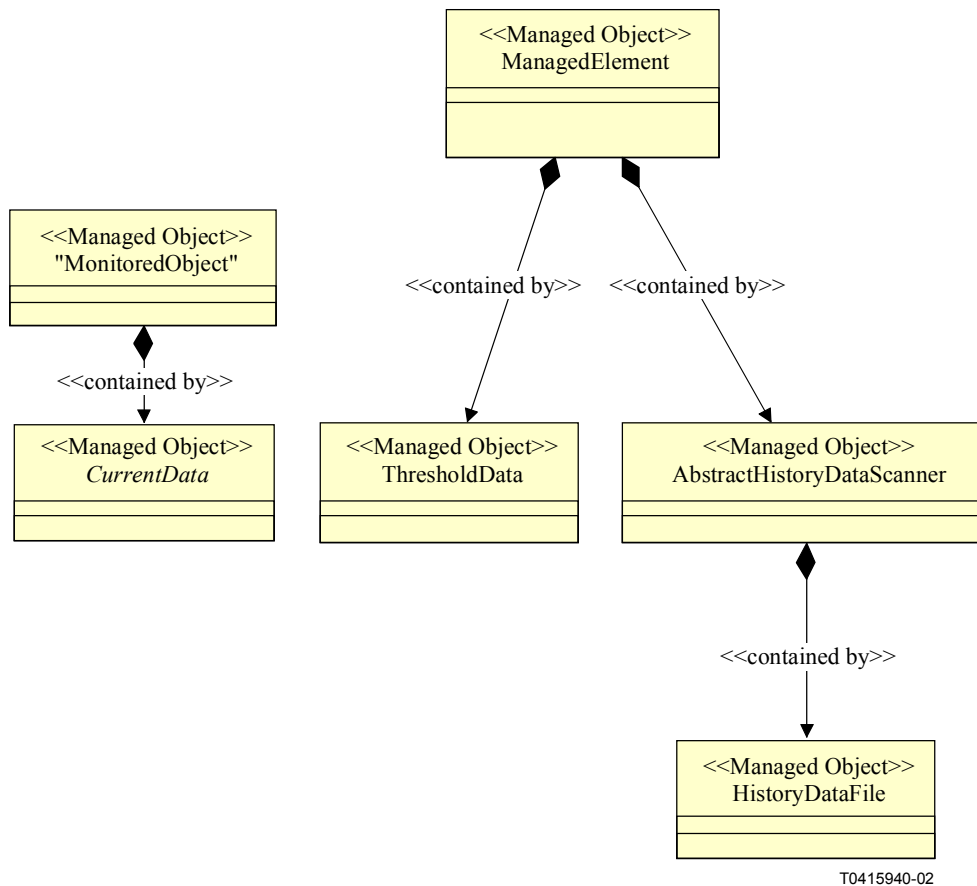 <<Managed Object>>
ManagedElement
<<Managed Object>>
"MonitoredObject"
<<contained by>>
<<contained by>>
<<contained by>>
<<Managed Object>>
CurrentData
<<Managed Object>>
ThresholdData
<<Managed Object>>
AbstractHistoryDataScanner
<<contained by>>
<<Managed Object>>
HistoryDataFile
T0415940-02